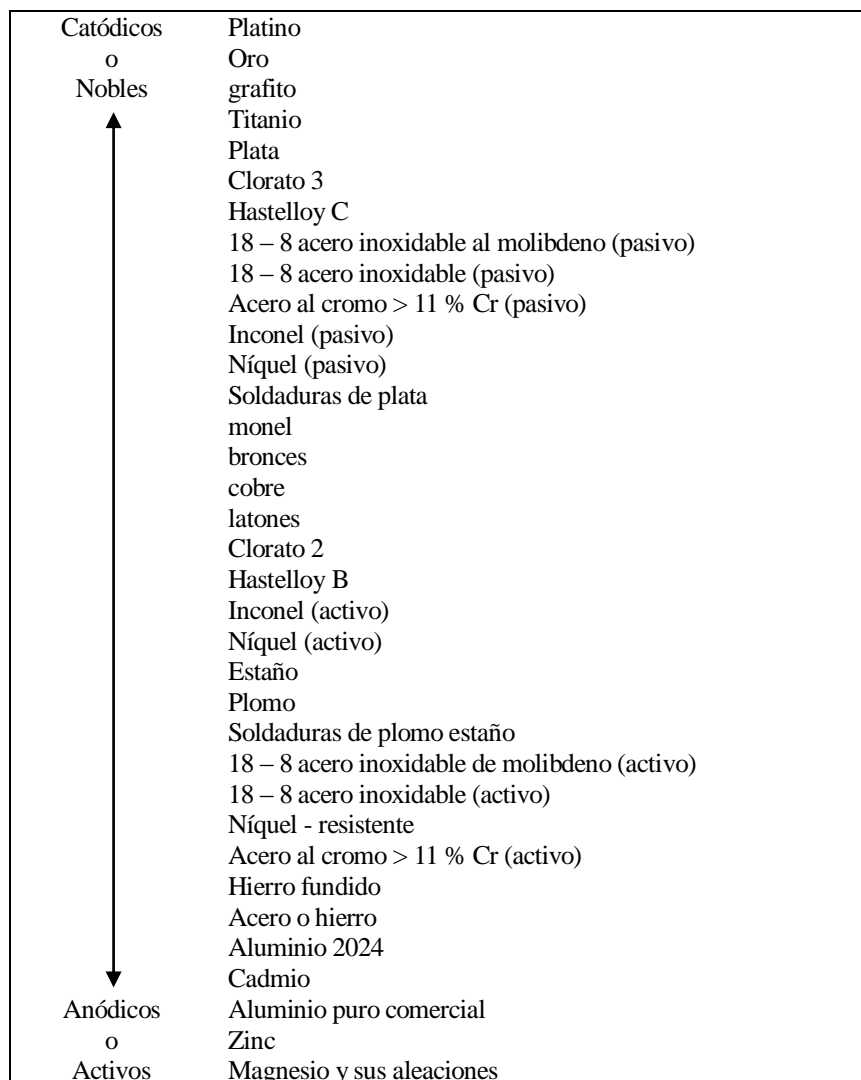 Catódicos Platino
o Oro
Nobles grafito
Titanio
Plata
Clorato 3
Hastelloy C
18 – 8 acero inoxidable al molibdeno (pasivo)
18 – 8 acero inoxidable (pasivo)
Acero al cromo > 11 % Cr (pasivo)
Inconel (pasivo)
Níquel (pasivo)
Soldaduras de plata
monel
bronces
cobre
latones
Clorato 2
Hastelloy B
Inconel (activo)
Níquel (activo)
Estaño
Plomo
Soldaduras de plomo estaño
18 – 8 acero inoxidable de molibdeno (activo)
18 – 8 acero inoxidable (activo)
Níquel - resistente
Acero al cromo > 11 % Cr (activo)
Hierro fundido
Acero o hierro
Aluminio 2024
Cadmio
Anódicos Aluminio puro comercial
o Zinc
Activos Magnesio y sus aleaciones